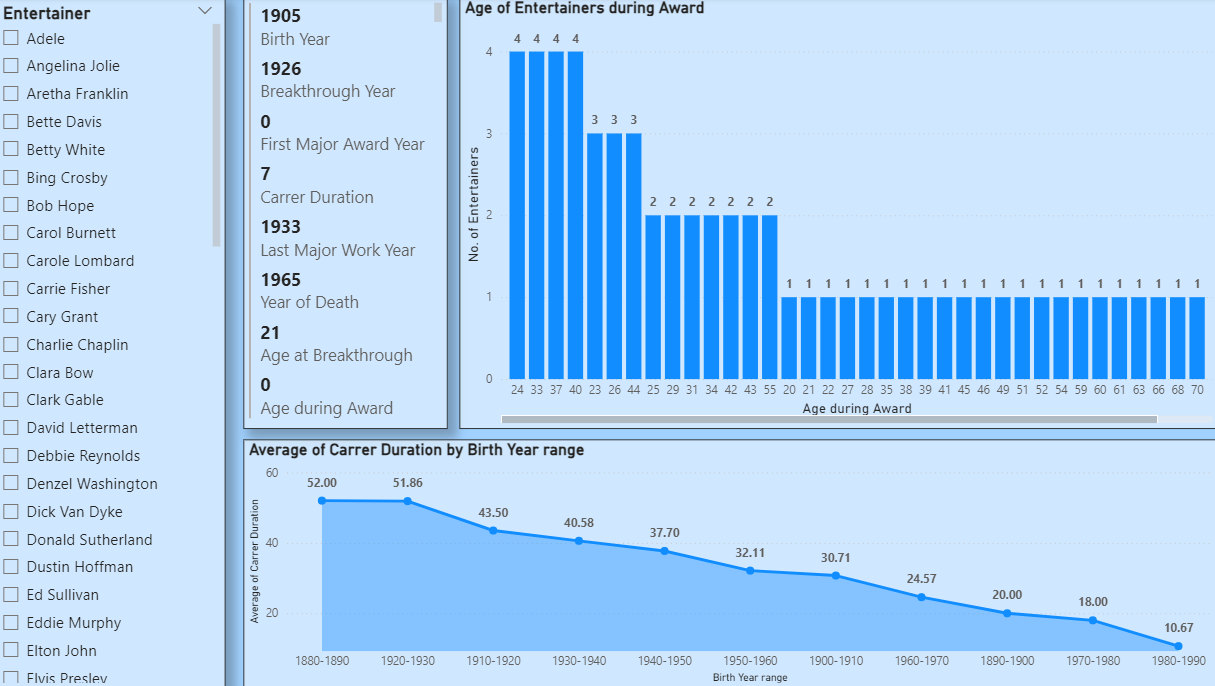 Entertainer
Adele
Angelina Jolie
Aretha Franklin
Bette Davis
Betty White
Bing Crosby
Bob Hope
Carol Burnett
Carole Lombard
Carrie Fisher
Cary Grant
Charlie Chaplin
Clara Bow
Clark Gable
David Letterman
Debbie Reynolds
Denzel Washington
Dick Van Dyke
Donald Sutherland
Dustin Hoffman
Ed Sullivan
Eddie Murphy
Elton John
Elvis Presley
1905
Birth Year
1926
Breakthrough Year
0
First Major Award Year
7
Carrer Duration
1933
Last Major Work Year
1965
Year of Death
21
Age at Breakthrough
0
Age during Award
Age of Entertainers during Award
No. of Entertainers
4
3
2
1
0
4 4 4 4 3 3 3 2 2 2 2 2 2 2 1 1 1 1 1 1 1 1 1 1 1 1 1 1 1 1 1 1 1 1 1 1
24 33 37 40 23 26 44 25 29 31 34 42 43 55 20 21 22 27 28 35 38 39 41 45 46 49 51 52 54 59 60 61 63 66 68 70
Age during Award
Average of Carrer Duration by Birth Year range
Average of Carrer Duration
60
40
20
52.00 51.86 43.50 40.58 37.70 32.11 30.71 24.57 20.00 18.00 10.67
1880-1890 1920-1930 1910-1920 1930-1940 1940-1950 1950-1960 1900-1910 1960-1970 1890-1900 1970-1980 1980-1990
Birth Year range